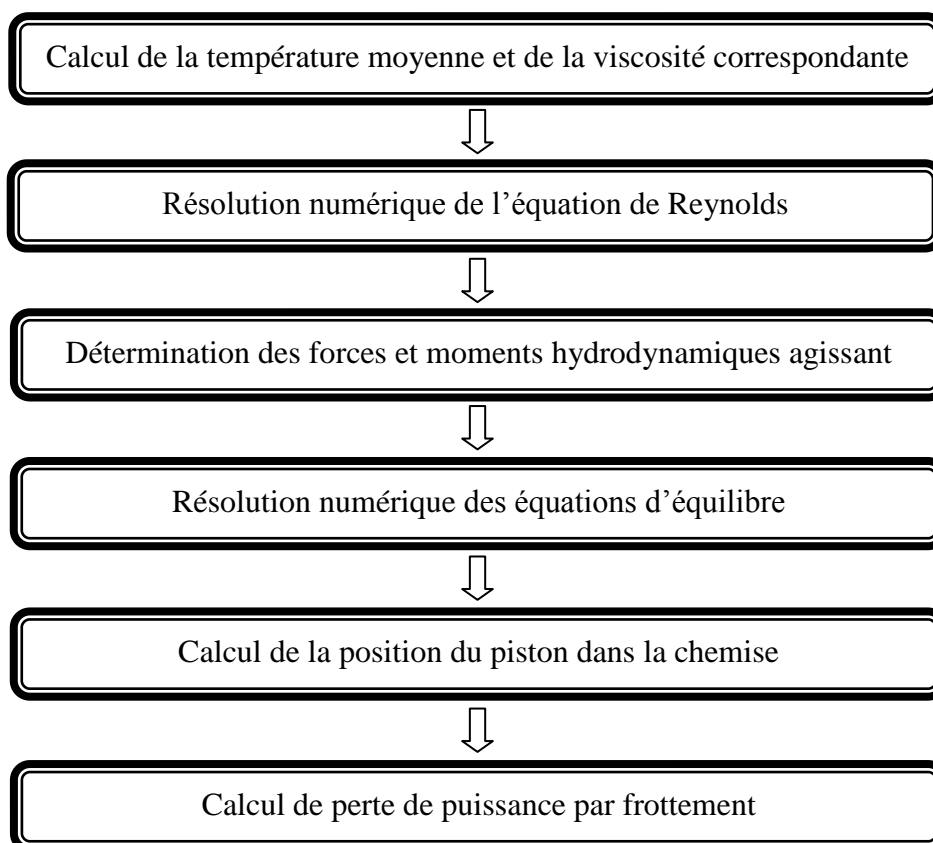 Calcul de la température moyenne et de la viscosité correspondante
Résolution numérique de l’équation de Reynolds
Détermination des forces et moments hydrodynamiques agissant
Résolution numérique des équations d’équilibre
Calcul de la position du piston dans la chemise
Calcul de perte de puissance par frottement